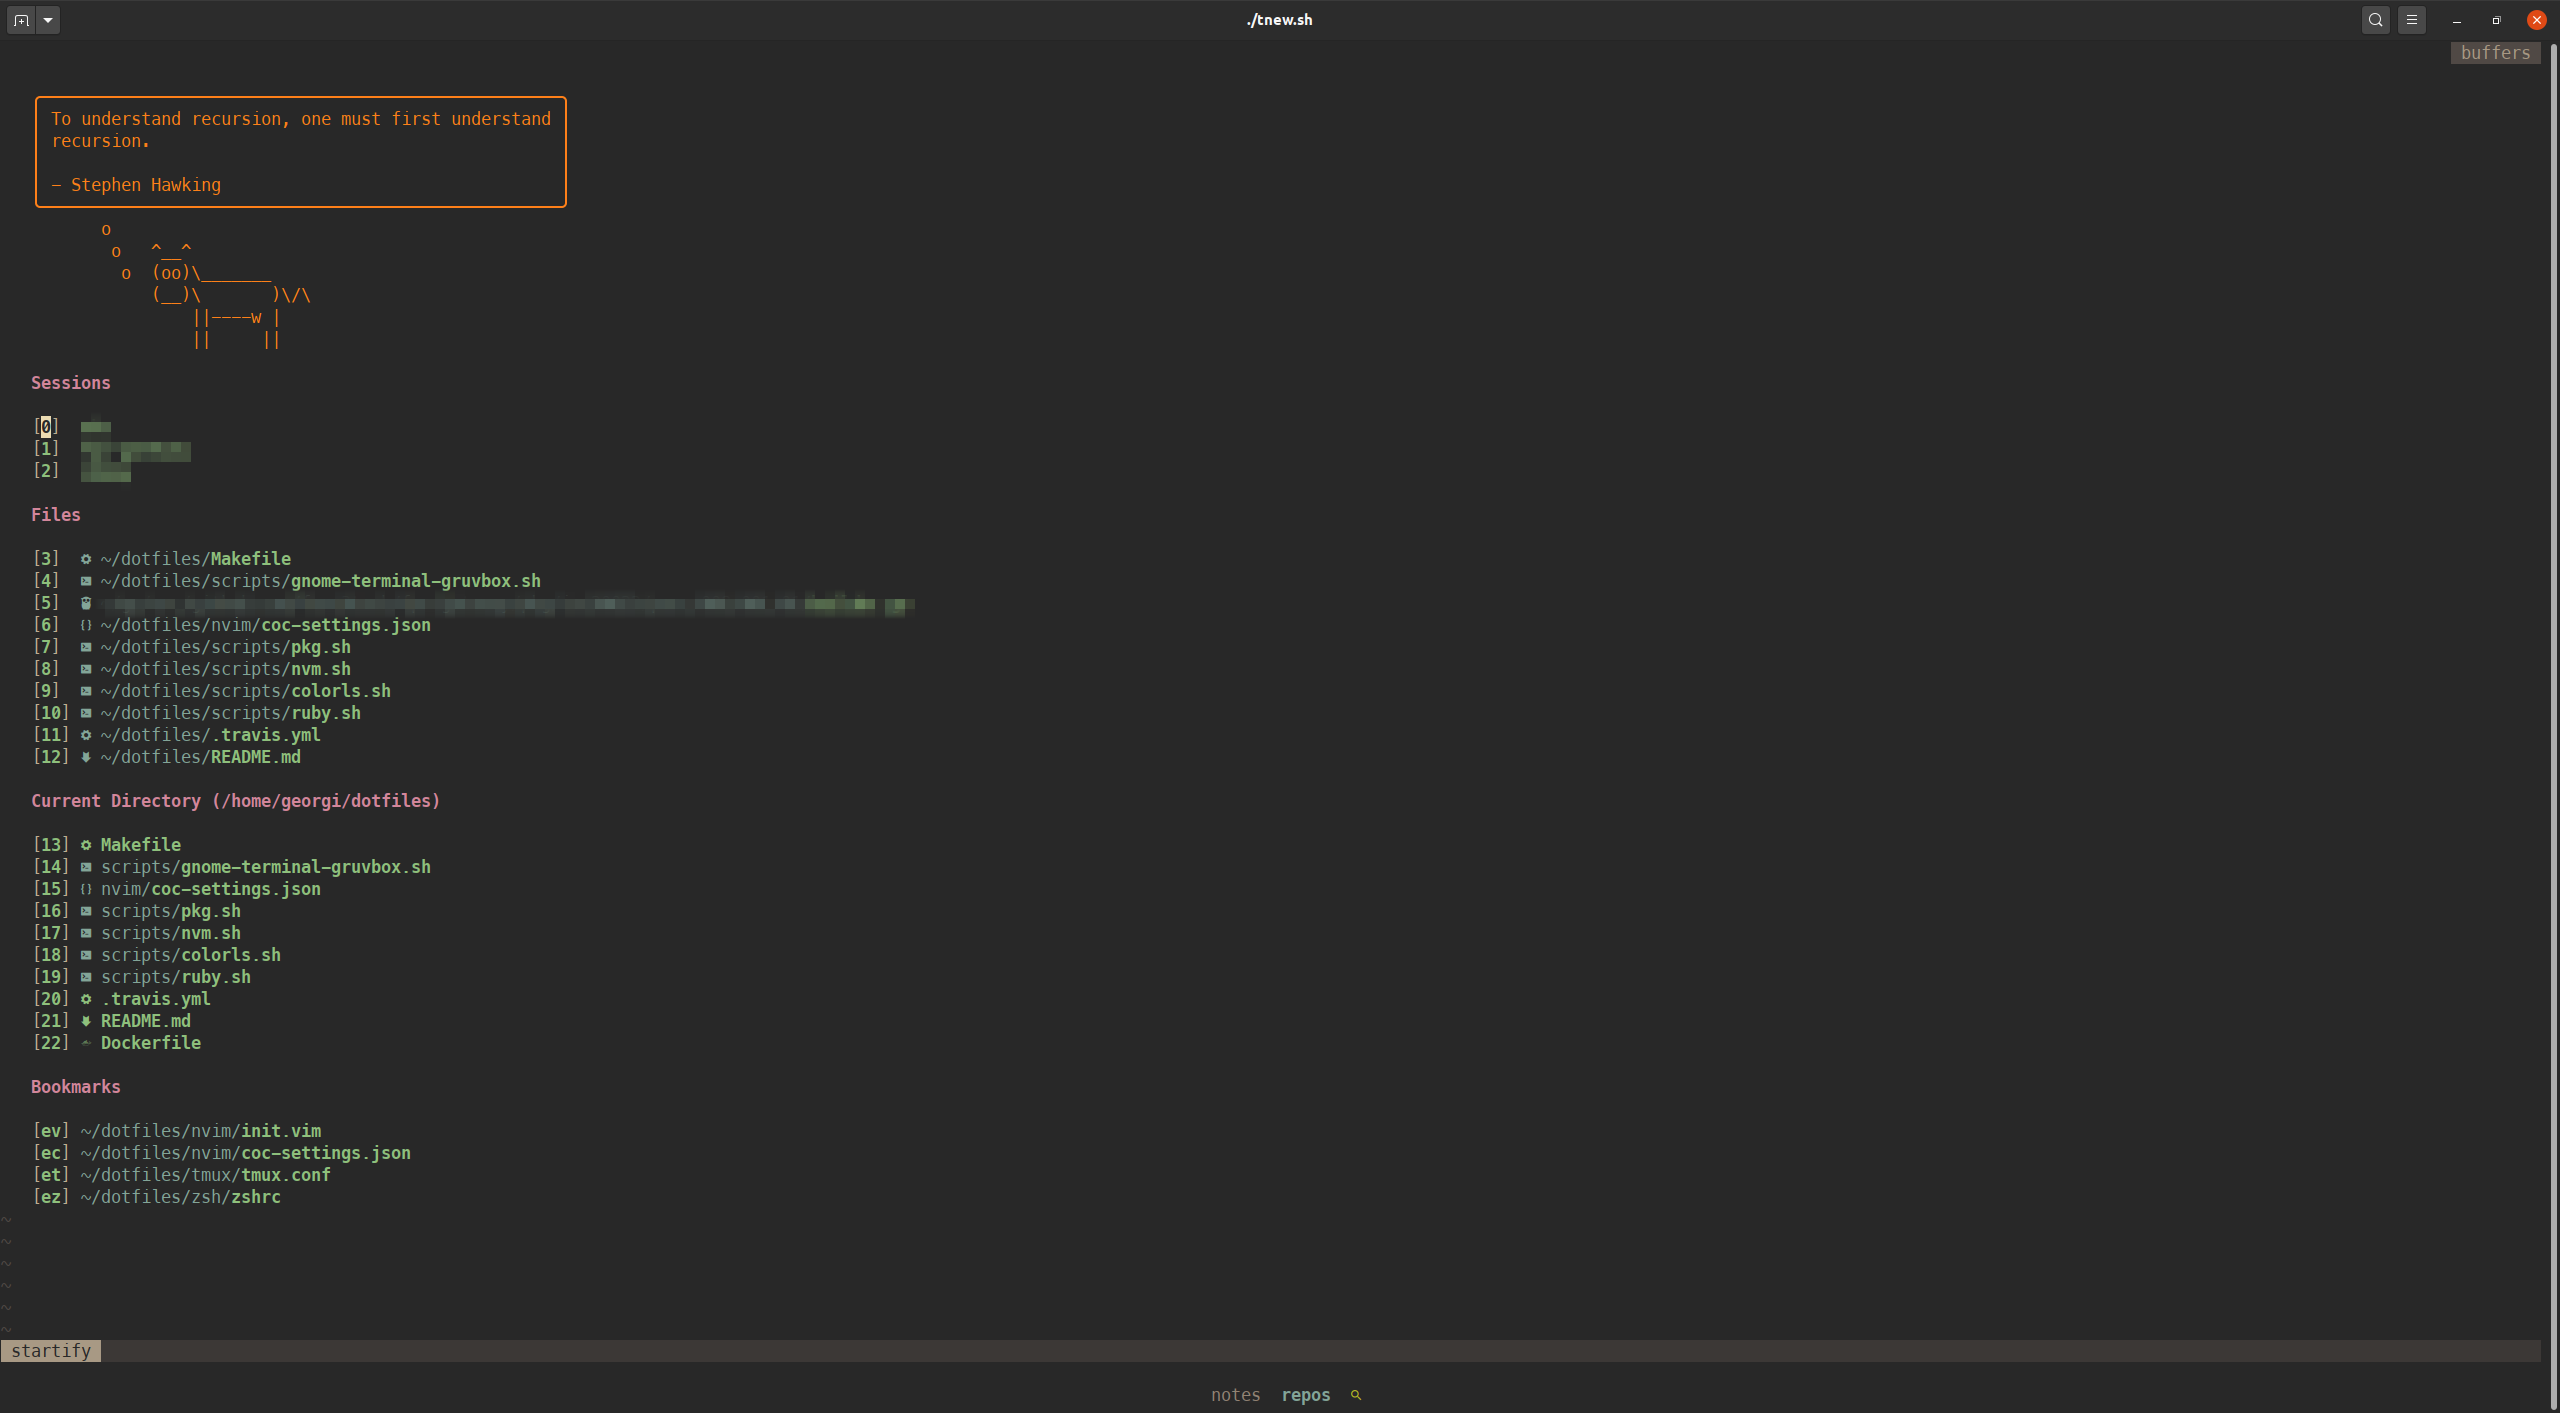 ./tnew.sh
buffers
To understand recursion, one must first understand
recursion.
- Stephen Hawking
o
o   ^__^
o  (oo)\_______
(__)\       )\/\
||----w |
||     ||
Sessions
[0]
[1]
[2]
Files
[3] ~/dotfiles/Makefile
[4] ~/dotfiles/scripts/gnome-terminal-gruvbox.sh
[5]
[6] {} ~/dotfiles/nvim/coc-settings.json
[7] ~/dotfiles/scripts/pkg.sh
[8] ~/dotfiles/scripts/nvm.sh
[9] ~/dotfiles/scripts/colorls.sh
[10] ~/dotfiles/scripts/ruby.sh
[11] ~/dotfiles/.travis.yml
[12] ~/dotfiles/README.md
Current Directory (/home/georgi/dotfiles)
[13] Makefile
[14] scripts/gnome-terminal-gruvbox.sh
[15] {} nvim/coc-settings.json
[16] scripts/pkg.sh
[17] scripts/nvm.sh
[18] scripts/colorls.sh
[19] scripts/ruby.sh
[20] .travis.yml
[21] README.md
[22] Dockerfile
Bookmarks
[ev] ~/dotfiles/nvim/init.vim
[ec] ~/dotfiles/nvim/coc-settings.json
[et] ~/dotfiles/tmux/tmux.conf
[ez] ~/dotfiles/zsh/zshrc
~
~
~
~
~
~
startify
notes repos